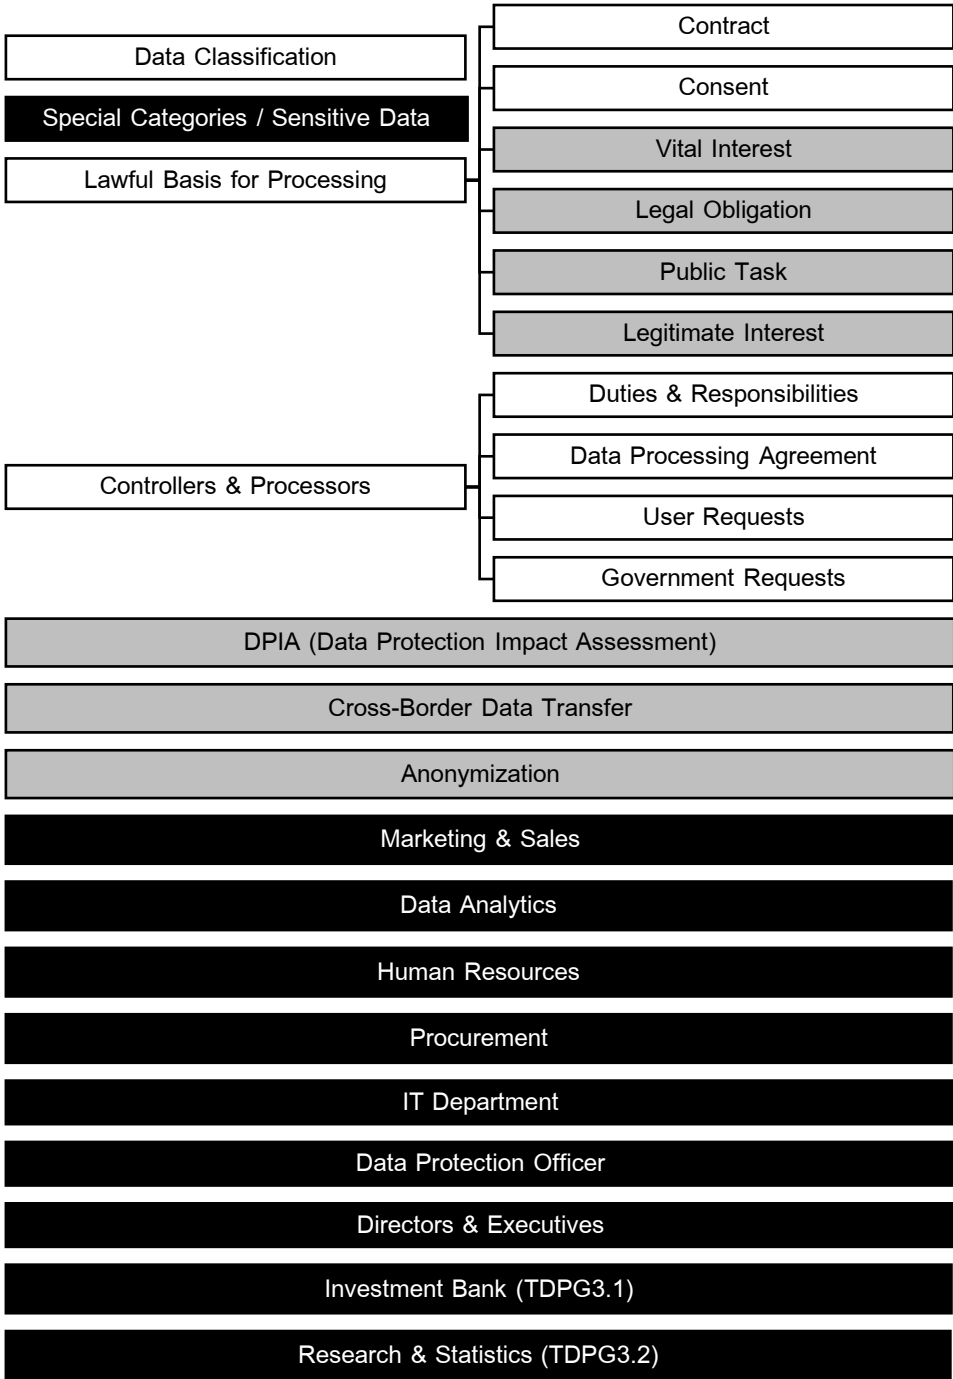 Data Classification
Special Categories / Sensitive Data
Lawful Basis for Processing
Contract
Consent
Vital Interest
Legal Obligation
Public Task
Legitimate Interest
Controllers & Processors
Duties & Responsibilities
Data Processing Agreement
User Requests
Government Requests
DPIA (Data Protection Impact Assessment)
Cross-Border Data Transfer
Anonymization
Marketing & Sales
Data Analytics
Human Resources
Procurement
IT Department
Data Protection Officer
Directors & Executives
Investment Bank (TDPG3.1)
Research & Statistics (TDPG3.2)